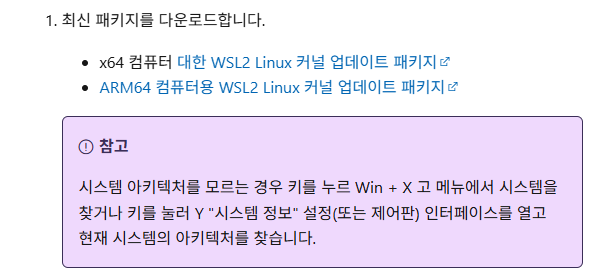 1. 최신 패키지를 다운로드합니다.
• x64 컴퓨터 대한 WSL2 Linux 커널 업데이트 패키지
• ARM64 컴퓨터용 WSL2 Linux 커널 업데이트 패키지
참고
시스템 아키텍처를 모르는 경우 키를 누르 Win + X 고 메뉴에서 시스템을
찾거나 키를 눌러 Y "시스템 정보" 설정(또는 제어판) 인터페이스를 열고
현재 시스템의 아키텍처를 찾습니다.